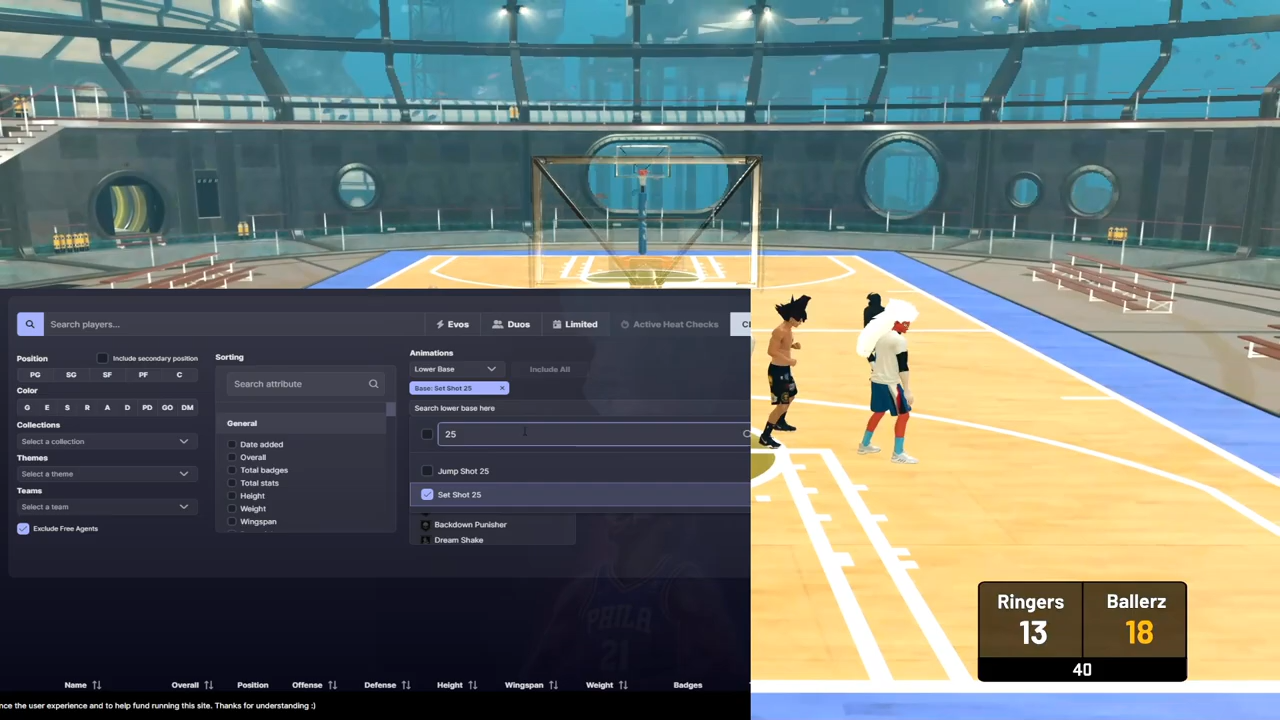 Search players...
Evos
Duos
Limited
Active Heat Checks
Position
Include secondary position
PG SG SF PF C
Color
G E S R A D PD GO DM
Collections
Select a collection
Themes
Select a theme
Teams
Select a team
Exclude Free Agents
Sorting
Search attribute
General
Date added
Overall
Total badges
Total stats
Height
Weight
Wingspan
Animations
Lower Base
Include All
Base: Set Shot 25
Search lower base here
25
Jump Shot 25
Set Shot 25
Backdown Punisher
Dream Shake
PHILA
21
Name Overall Position Offense Defense Height Wingspan Weight Badges
nce the user experience and to help fund running this site. Thanks for understanding :)
Ringers Ballerz
13 18
40